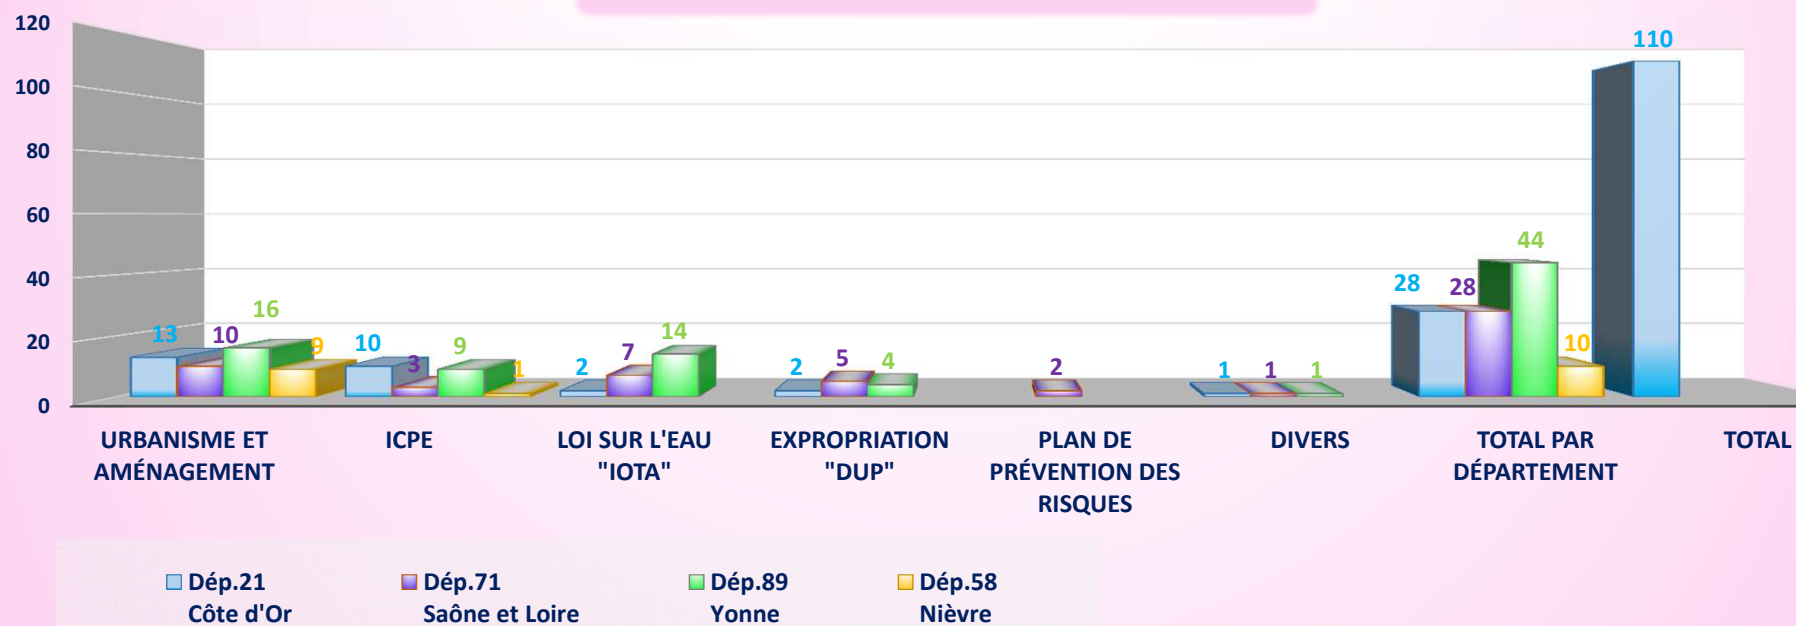 120
100
80
60
40
20
0
13
10
16
9
10
3
9
1
2
7
14
2
5
4
2
1
1
1
28
28
44
10
110
URBANISME ET
AMÉNAGEMENT
ICPE
LOI SUR L'EAU
"IOTA"
EXPROPRIATION
"DUP"
PLAN DE
PRÉVENTION DES
RISQUES
DIVERS
TOTAL PAR
DÉPARTEMENT
TOTAL
Dép.21
Côte d'Or
Dép.71
Saône et Loire
Dép.89
Yonne
Dép.58
Nièvre